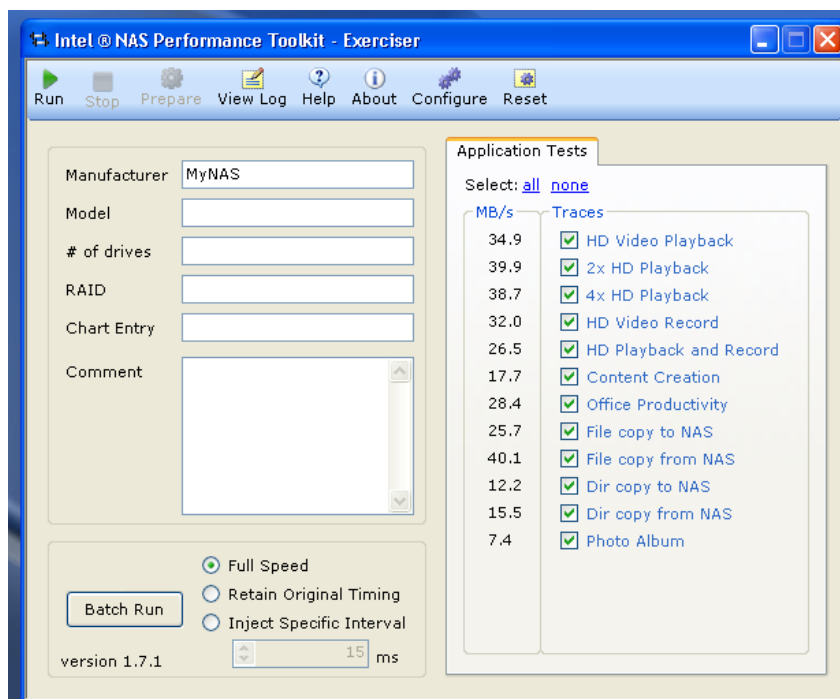 Intel ® NAS Performance Toolkit - Exerciser
Run Stop Prepare View Log Help About Configure Reset
Manufacturer MyNAS
Model
# of drives
RAID
Chart Entry
Comment
Batch Run
version 1.7.1
Full Speed
Retain Original Timing
Inject Specific Interval
15 ms
Application Tests
Select: all none
MB/s Traces
34.9 HD Video Playback
39.9 2x HD Playback
38.7 4x HD Playback
32.0 HD Video Record
26.5 HD Playback and Record
17.7 Content Creation
28.4 Office Productivity
25.7 File copy to NAS
40.1 File copy from NAS
12.2 Dir copy to NAS
15.5 Dir copy from NAS
7.4 Photo Album